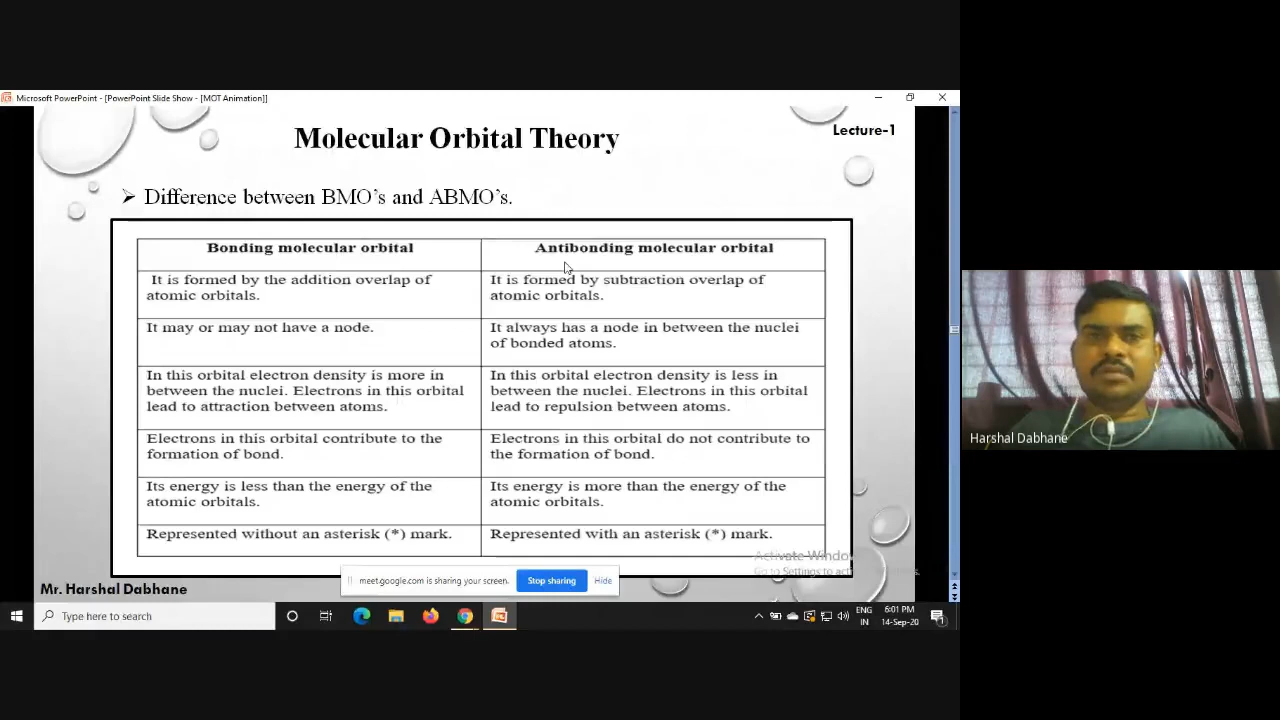 Microsoft PowerPoint - [PowerPoint Slide Show - [MOT Animation]]
Molecular Orbital Theory
Lecture-1
➢ Difference between BMO's and ABMO's.
Bonding molecular orbital
Antibonding molecular orbital
It is formed by the addition overlap of
atomic orbitals.
It is formed by subtraction overlap of
atomic orbitals.
It may or may not have a node.
It always has a node in between the nuclei
of bonded atoms.
In this orbital electron density is more in
between the nuclei. Electrons in this orbital
lead to attraction between atoms.
In this orbital electron density is less in
between the nuclei. Electrons in this orbital
lead to repulsion between atoms.
Electrons in this orbital contribute to the
formation of bond.
Electrons in this orbital do not contribute to
the formation of bond.
Its energy is less than the energy of the
atomic orbitals.
Its energy is more than the energy of the
atomic orbitals.
Represented without an asterisk (*) mark.
Represented with an asterisk (*) mark.
Activate Windo
Go to Settings to acti
meet.google.com is sharing your screen.
Stop sharing
Hide
Mr. Harshal Dabhane
Type here to search
ENG
IN
6:01 PM
14-Sep-20
1
Harshal Dabhane